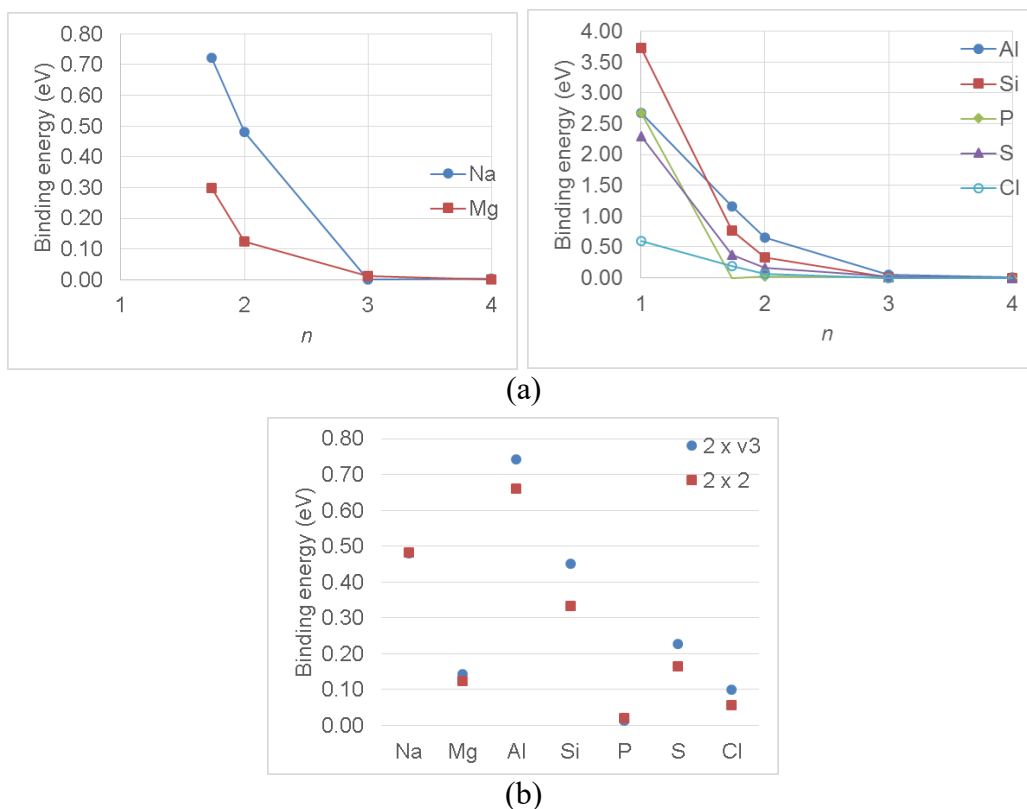 Binding energy (eV)
0.80
0.70
0.60
0.50
0.40
0.30
0.20
0.10
0.00
1 2 3 4
n
Na
Mg
Binding energy (eV)
4.00
3.50
3.00
2.50
2.00
1.50
1.00
0.50
0.00
1 2 3 4
n
Al
Si
P
S
Cl
(a)
Binding energy (eV)
0.80
0.70
0.60
0.50
0.40
0.30
0.20
0.10
0.00
Na Mg Al Si P S Cl
2 x v3
2 x 2
(b)